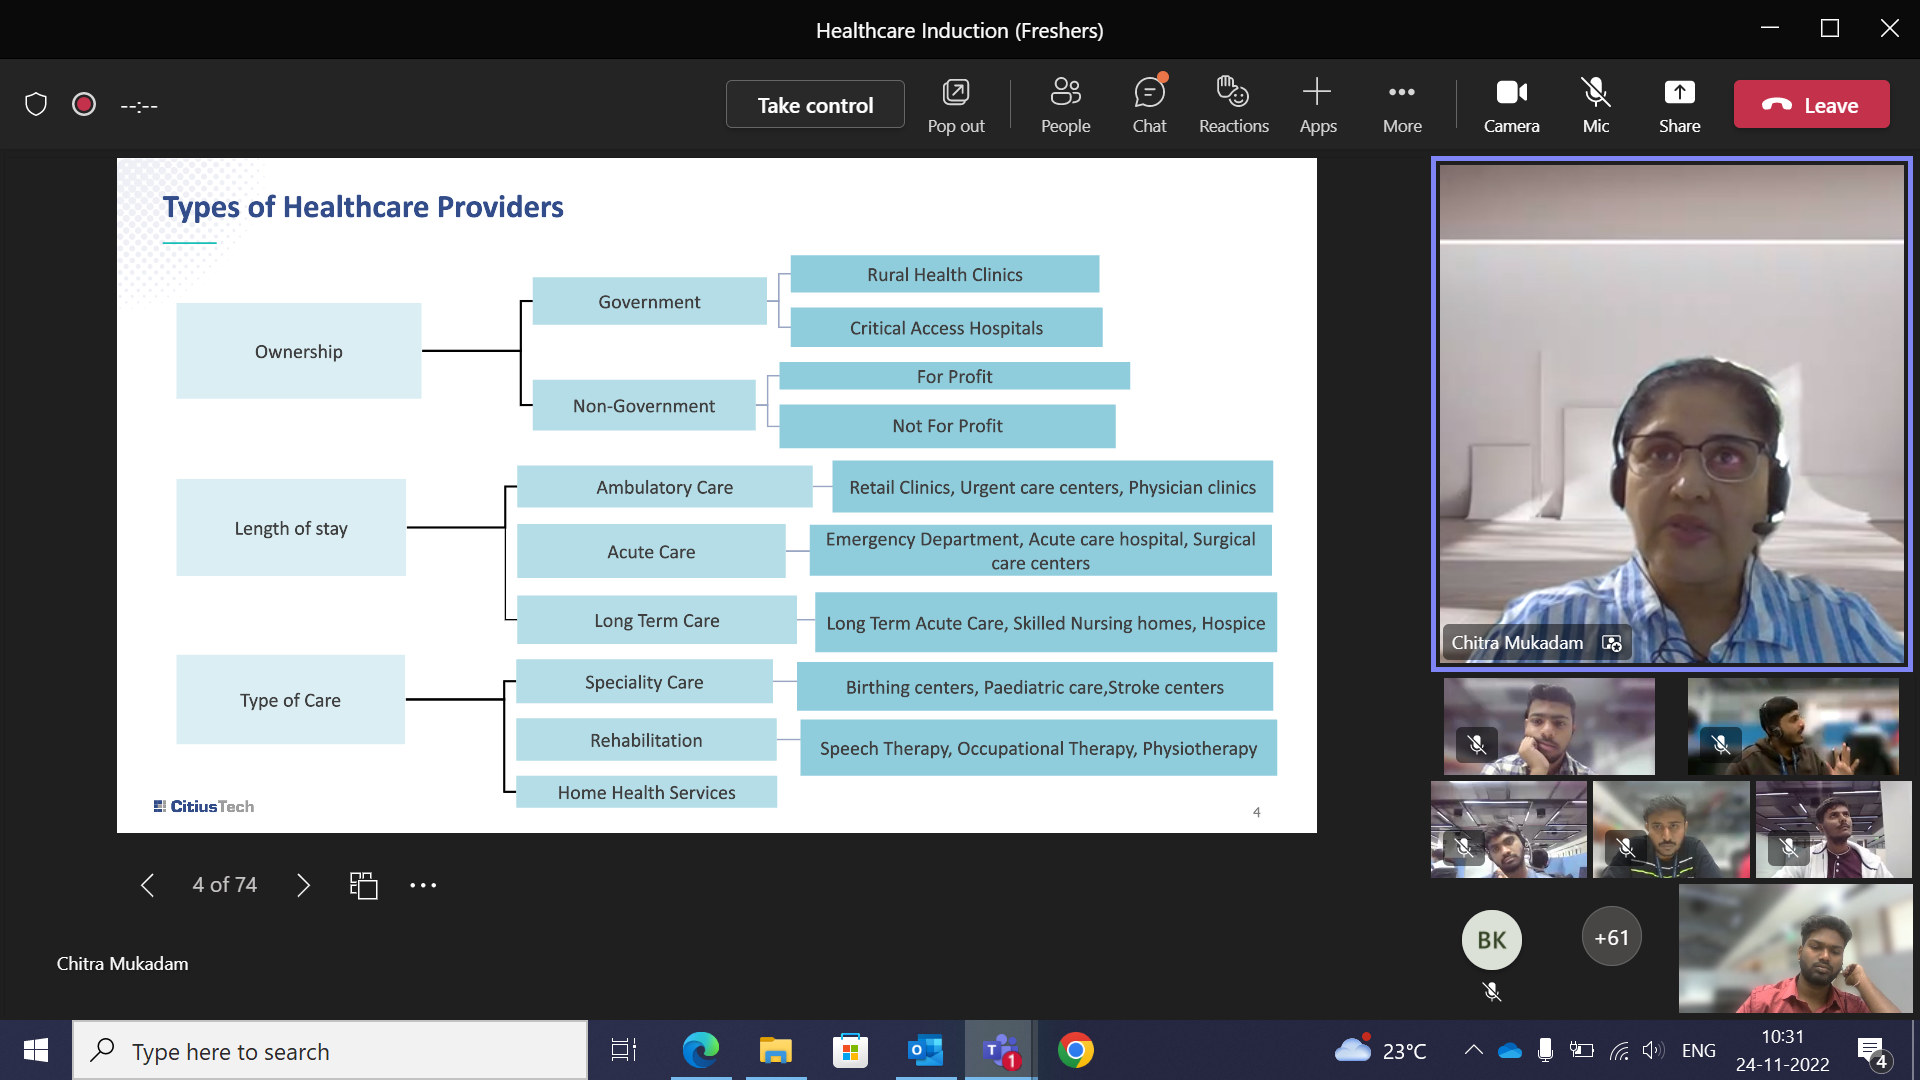 Healthcare Induction (Freshers)
--:--
Take control
Pop out
People
Chat
Reactions
Apps
More
Camera
Mic
Share
Leave
Types of Healthcare Providers
Ownership
Government
Rural Health Clinics
Critical Access Hospitals
Non-Government
For Profit
Not For Profit
Length of stay
Ambulatory Care
Retail Clinics, Urgent care centers, Physician clinics
Acute Care
Emergency Department, Acute care hospital, Surgical
care centers
Long Term Care
Long Term Acute Care, Skilled Nursing homes, Hospice
Type of Care
Speciality Care
Birthing centers, Paediatric care,Stroke centers
Rehabilitation
Speech Therapy, Occupational Therapy, Physiotherapy
Home Health Services
CitiusTech
4
4 of 74
Chitra Mukadam
Chitra Mukadam
BK
+61
Type here to search
1
23°C
ENG
10:31
24-11-2022
4